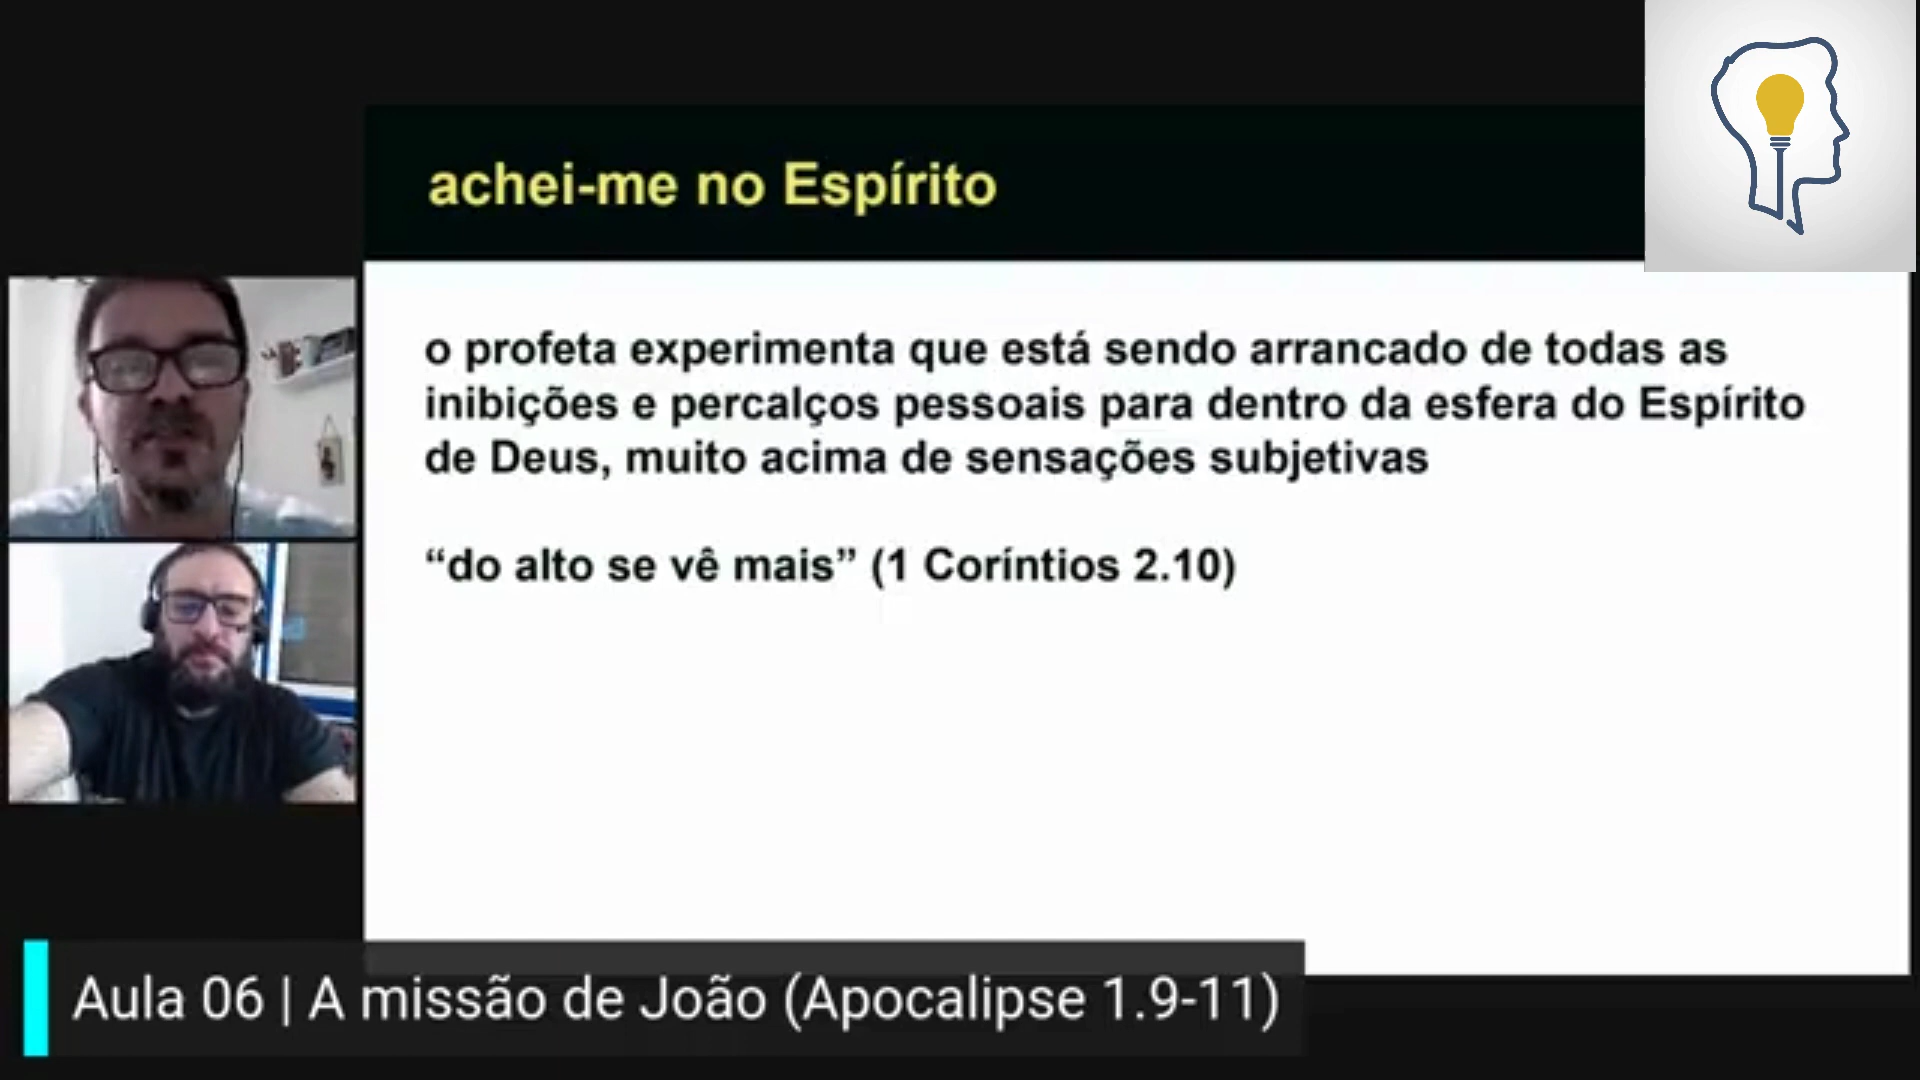 achei-me no Espírito
o profeta experimenta que está sendo arrancado de todas as
inibições e percalços pessoais para dentro da esfera do Espírito
de Deus, muito acima de sensações subjetivas
“do alto se vê mais” (1 Coríntios 2.10)
Aula 06 | A missão de João (Apocalipse 1.9-11)